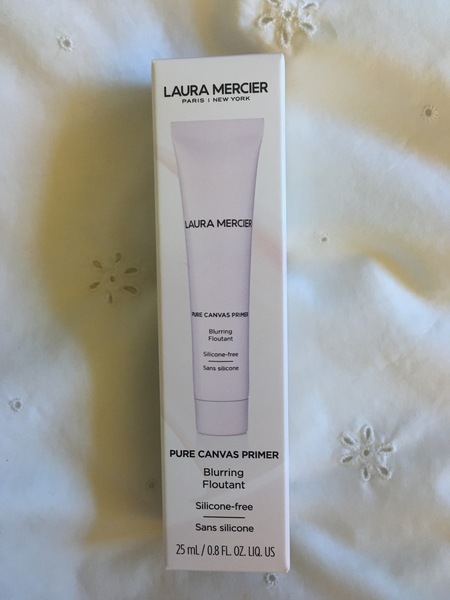 LAURA MERCIER
PARIS | NEW YORK
LAURA MERCIER
PURE CANVAS PRIMER
Blurring
Floutant
Silicone-free
Sans silicone
PURE CANVAS PRIMER
Blurring
Floutant
Silicone-free
Sans silicone
25 mL / 0.8 FL. OZ. LIQ. US